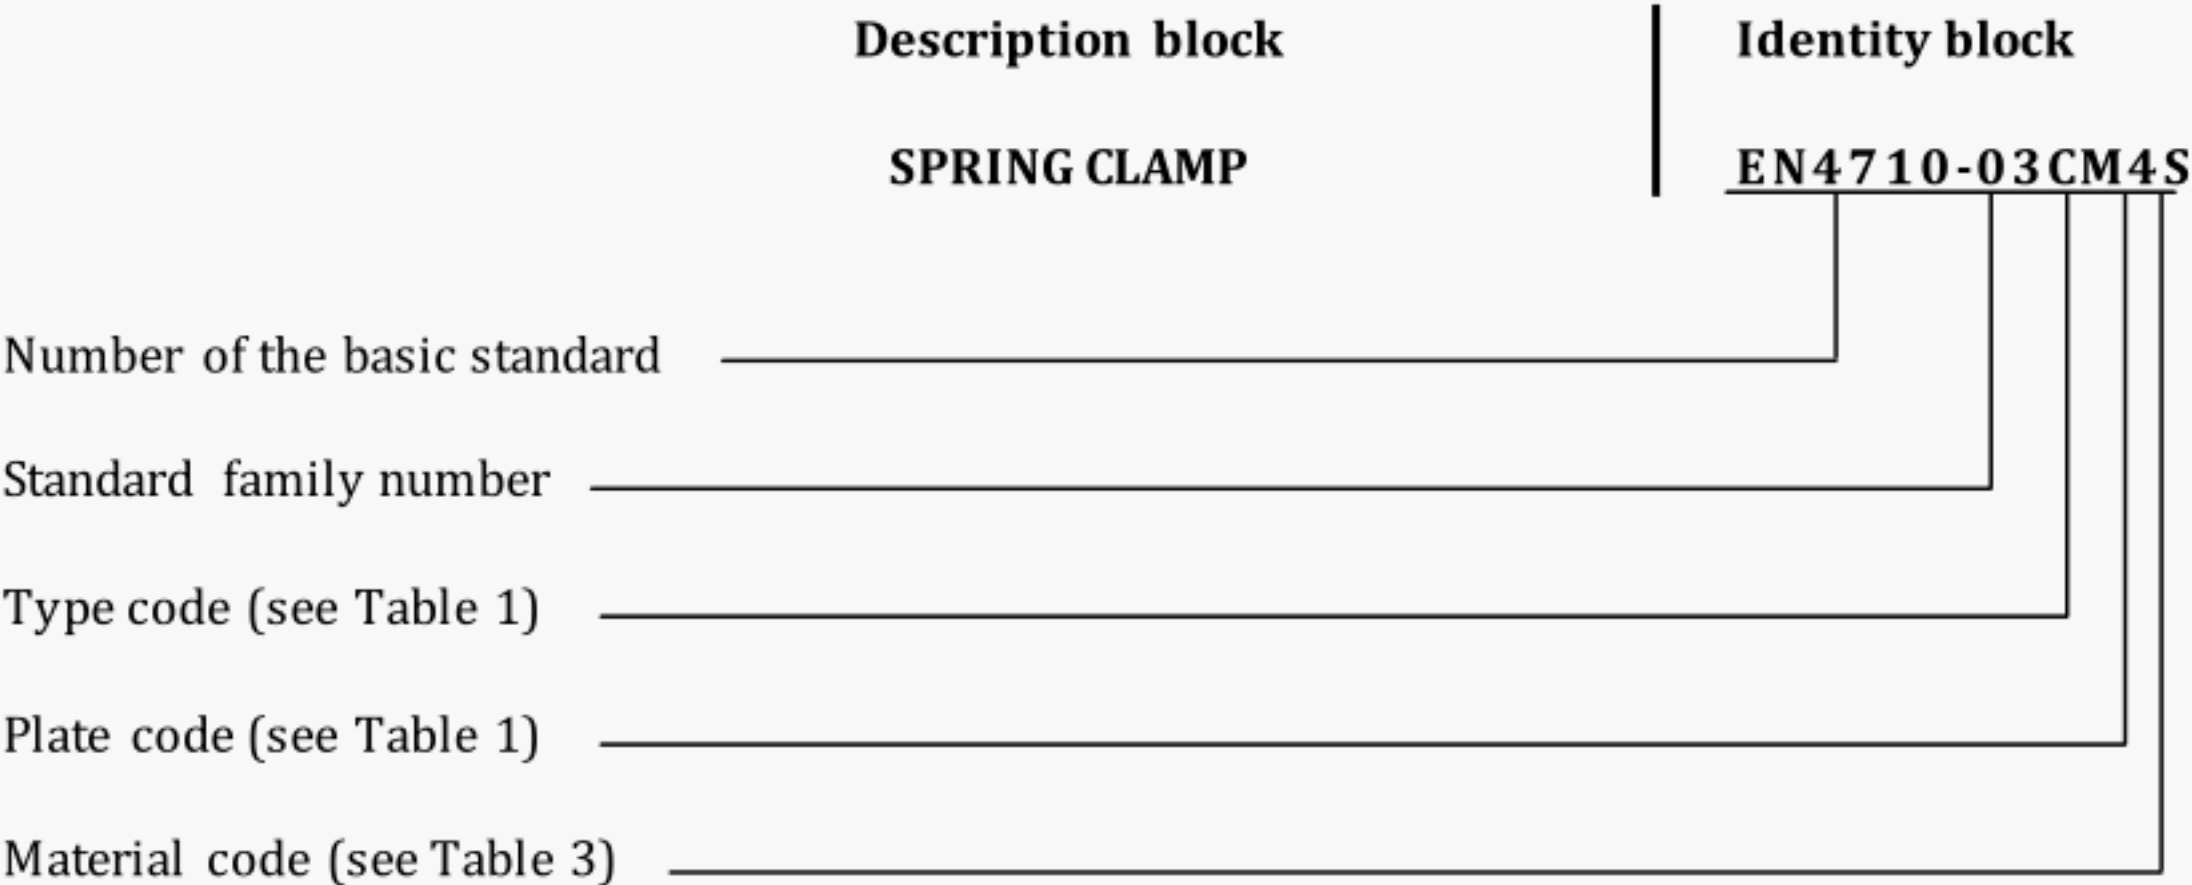 Description block Identity block
SPRING CLAMP EN4710-03CM4S
Number of the basic standard
Standard family number
Type code (see Table 1)
Plate code (see Table 1)
Material code (see Table 3)